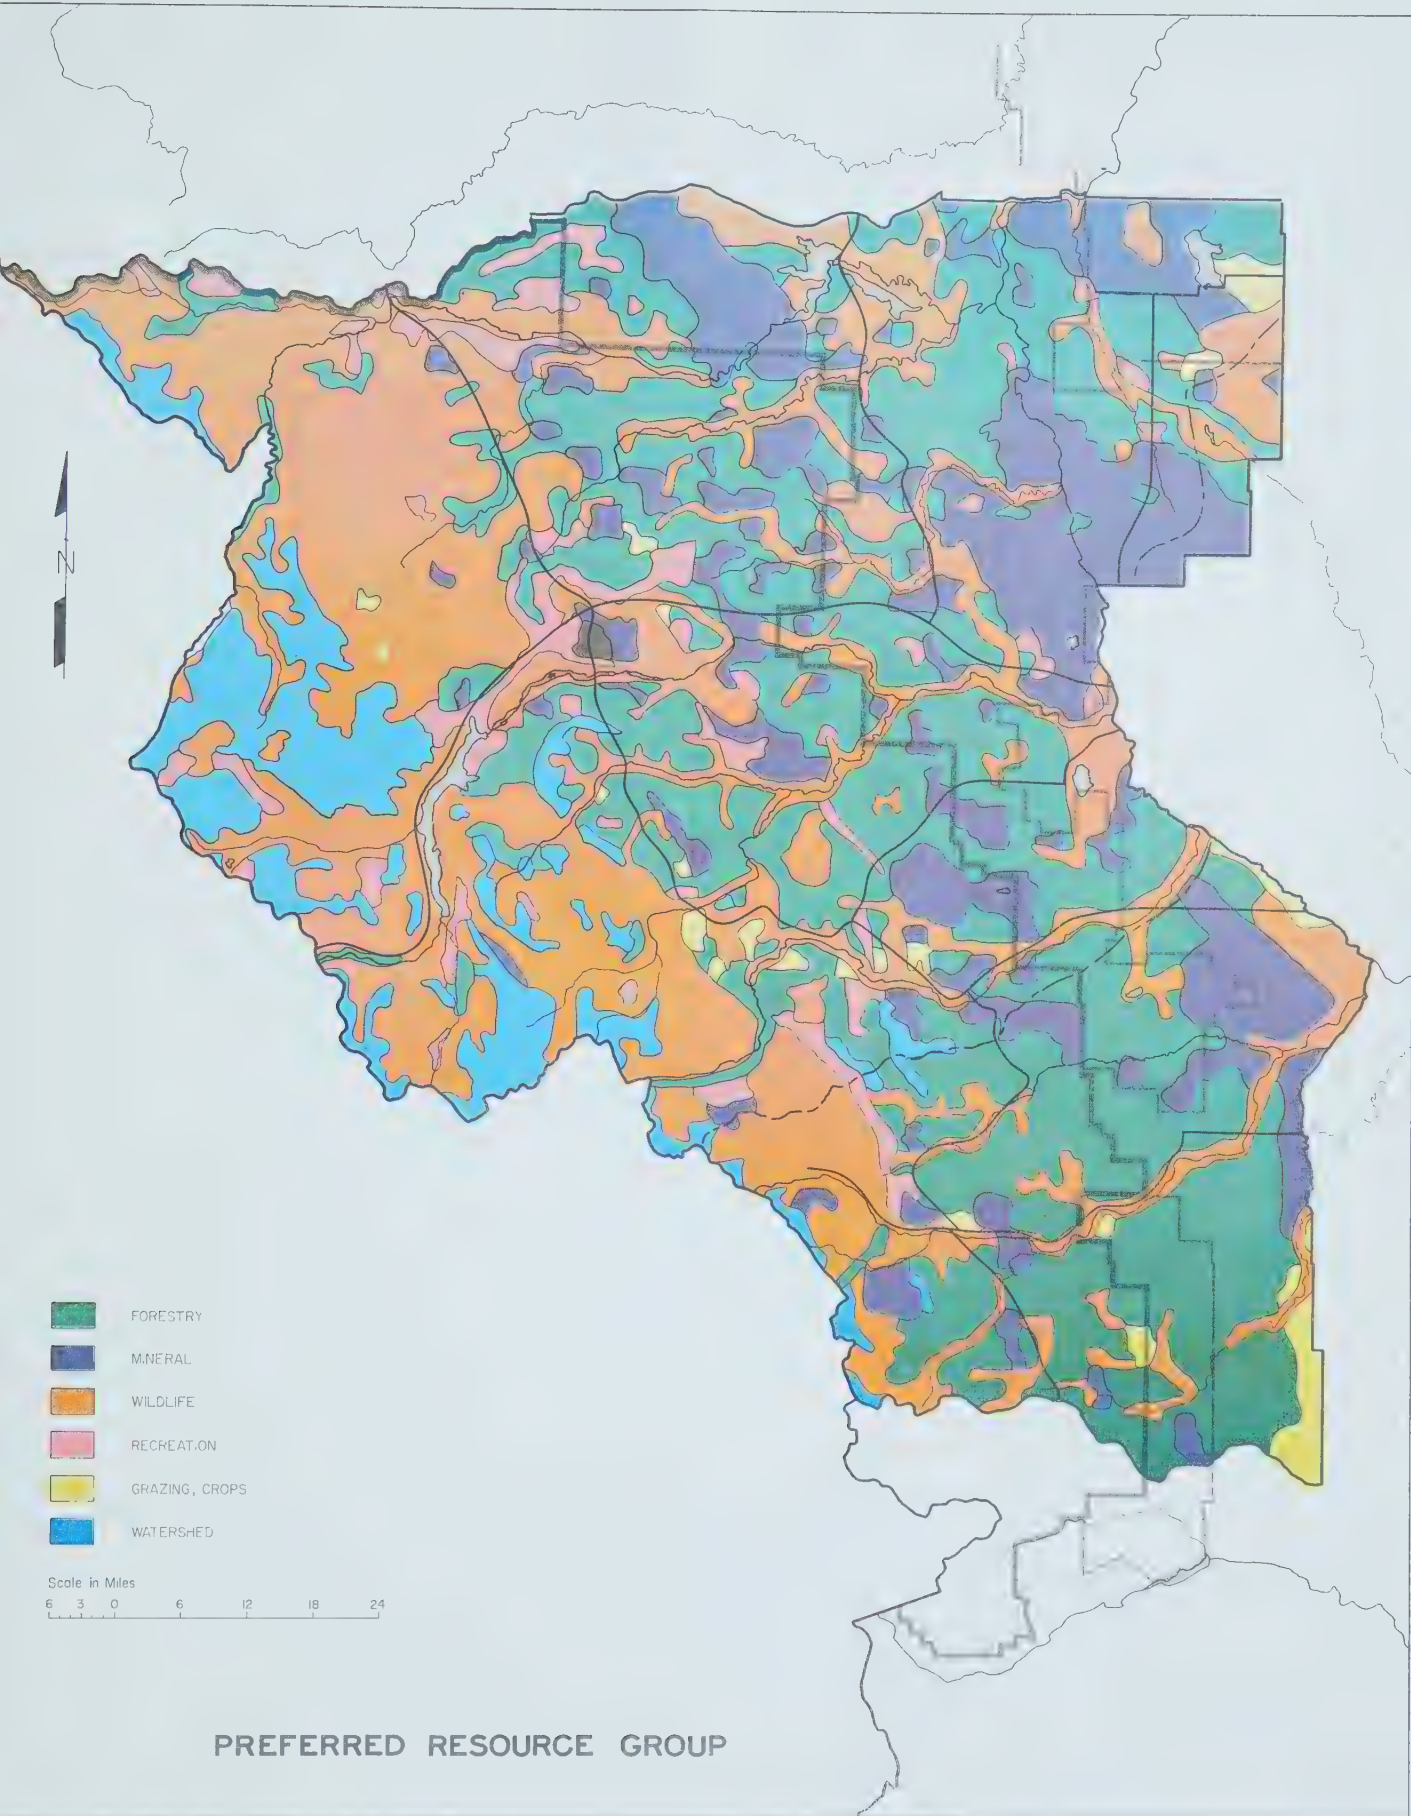 N
FORESTRY
MINERAL
WILDLIFE
RECREATION
GRAZING, CROPS
WATERSHED
Scale in Miles
6 3 0 6 12 18 24
PREFERRED RESOURCE GROUP